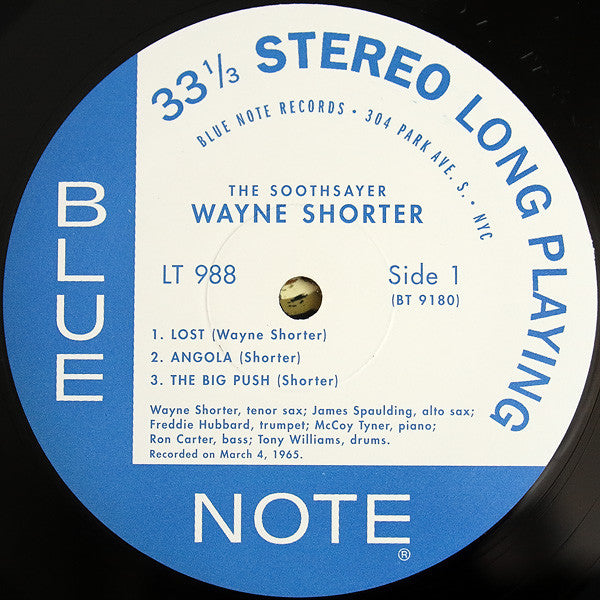 33 1/3 STEREO LONG PLAYING
BLUE NOTE RECORDS • 304 PARK AVE. S. • NYC
THE SOOTHSAYER
WAYNE SHORTER
LT 988
Side 1
(BT 9180)
1. LOST (Wayne Shorter)
2. ANGOLA (Shorter)
3. THE BIG PUSH (Shorter)
Wayne Shorter, tenor sax; James Spaulding, alto sax;
Freddie Hubbard, trumpet; McCoy Tyner, piano;
Ron Carter, bass; Tony Williams, drums.
Recorded on March 4, 1965.
BLUE
NOTE®